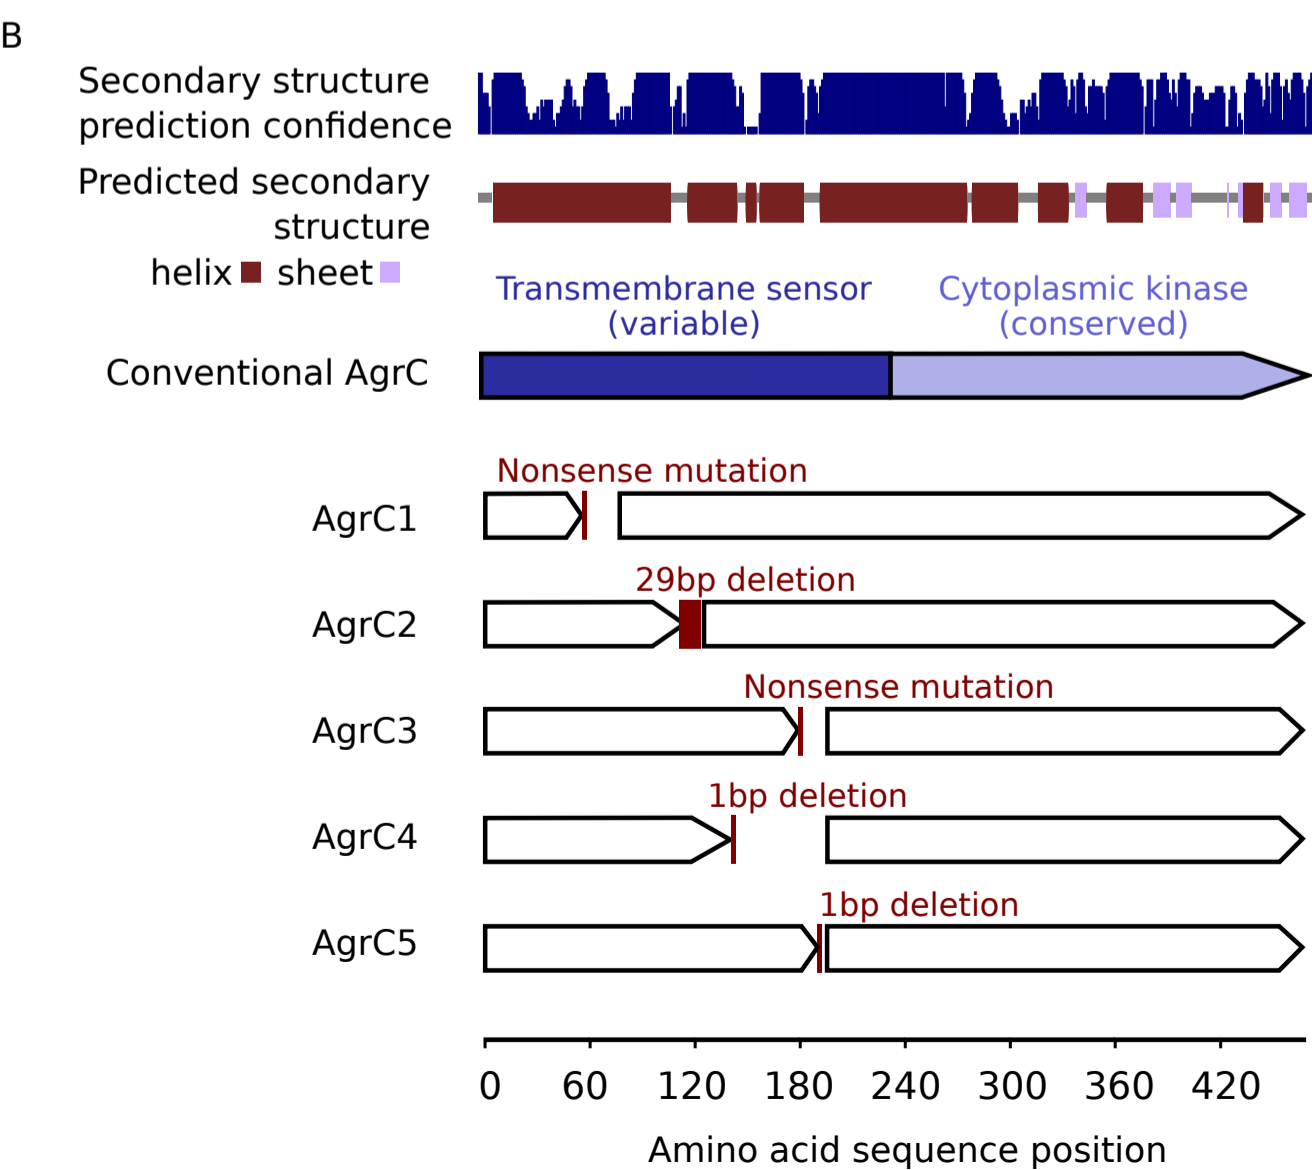 B
Secondary structure
prediction confidence
Predicted secondary
structure
helix sheet
Transmembrane sensor
(variable)
Cytoplasmic kinase
(conserved)
Conventional AgrC
Nonsense mutation
AgrC1
29bp deletion
AgrC2
Nonsense mutation
AgrC3
1bp deletion
AgrC4
1bp deletion
AgrC5
0 60 120 180 240 300 360 420
Amino acid sequence position